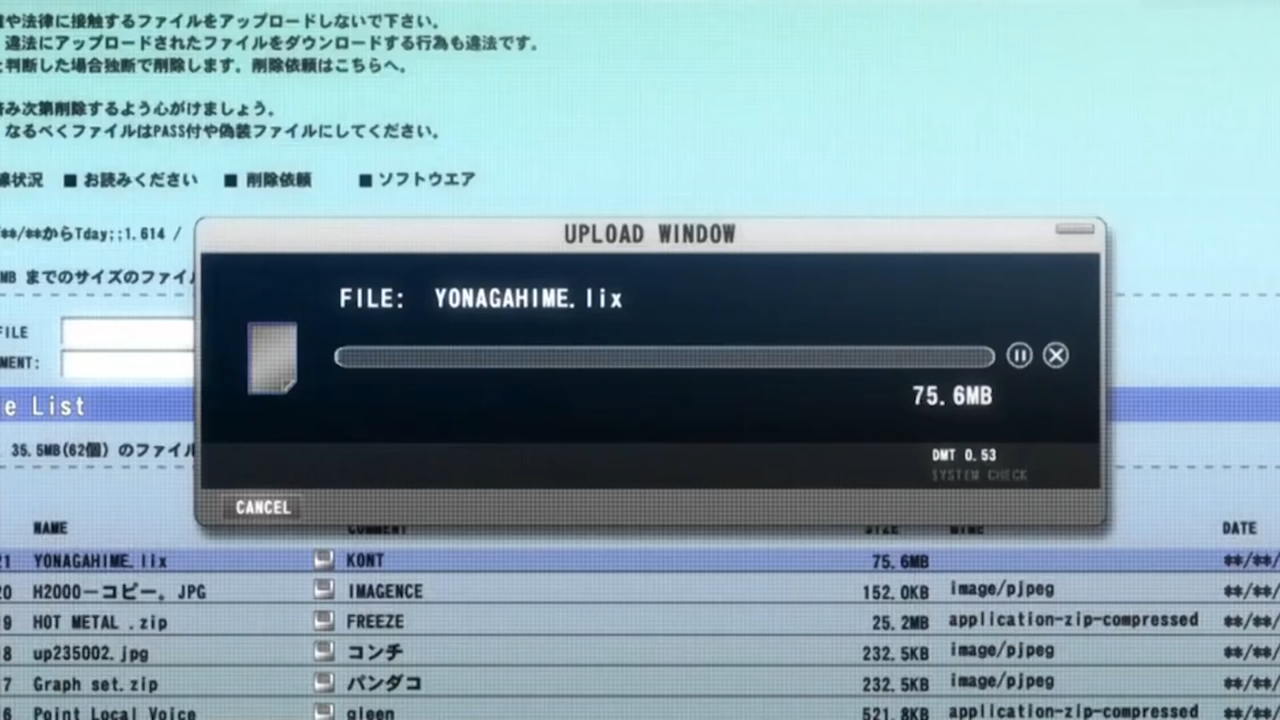 や法律に接触するファイルをアップロードしないで下さい。
違法にアップロードされたファイルをダウンロードする行為も違法です。
判断した場合独断で削除します。削除依頼はこちらへ。
み次第削除するよう心がけましょう。
なるべくファイルはPASS付や偽装ファイルにしてください。
状況 ■ お読みください ■ 削除依頼 ■ ソフトウエア
**/**からTday;;1.614 /
MB までのサイズのファイル
UPLOAD WINDOW
FILE: YONAGAHIME.lix
75.6MB
DMT 0.53
SYSTEM CHECK
CANCEL
FILE
MENT:
e List
35.5MB(62個) のファイル
NAME COMMENT SIZE MIME DATE
21 YONAGAHIME.lix KONT 75.6MB **/**/
20 H2000ーコピー。JPG IMAGENCE 152.0KB image/pjpeg **/**/
9 HOT METAL .zip FREEZE 25.2MB application-zip-compressed **/**/
8 up235002.jpg コンチ 232.5KB image/pjpeg **/**/
7 Graph set.zip パンダコ 232.5KB image/pjpeg **/**/
6 Point Local Voice gleen 521.8KB application-zip-compressed **/**/